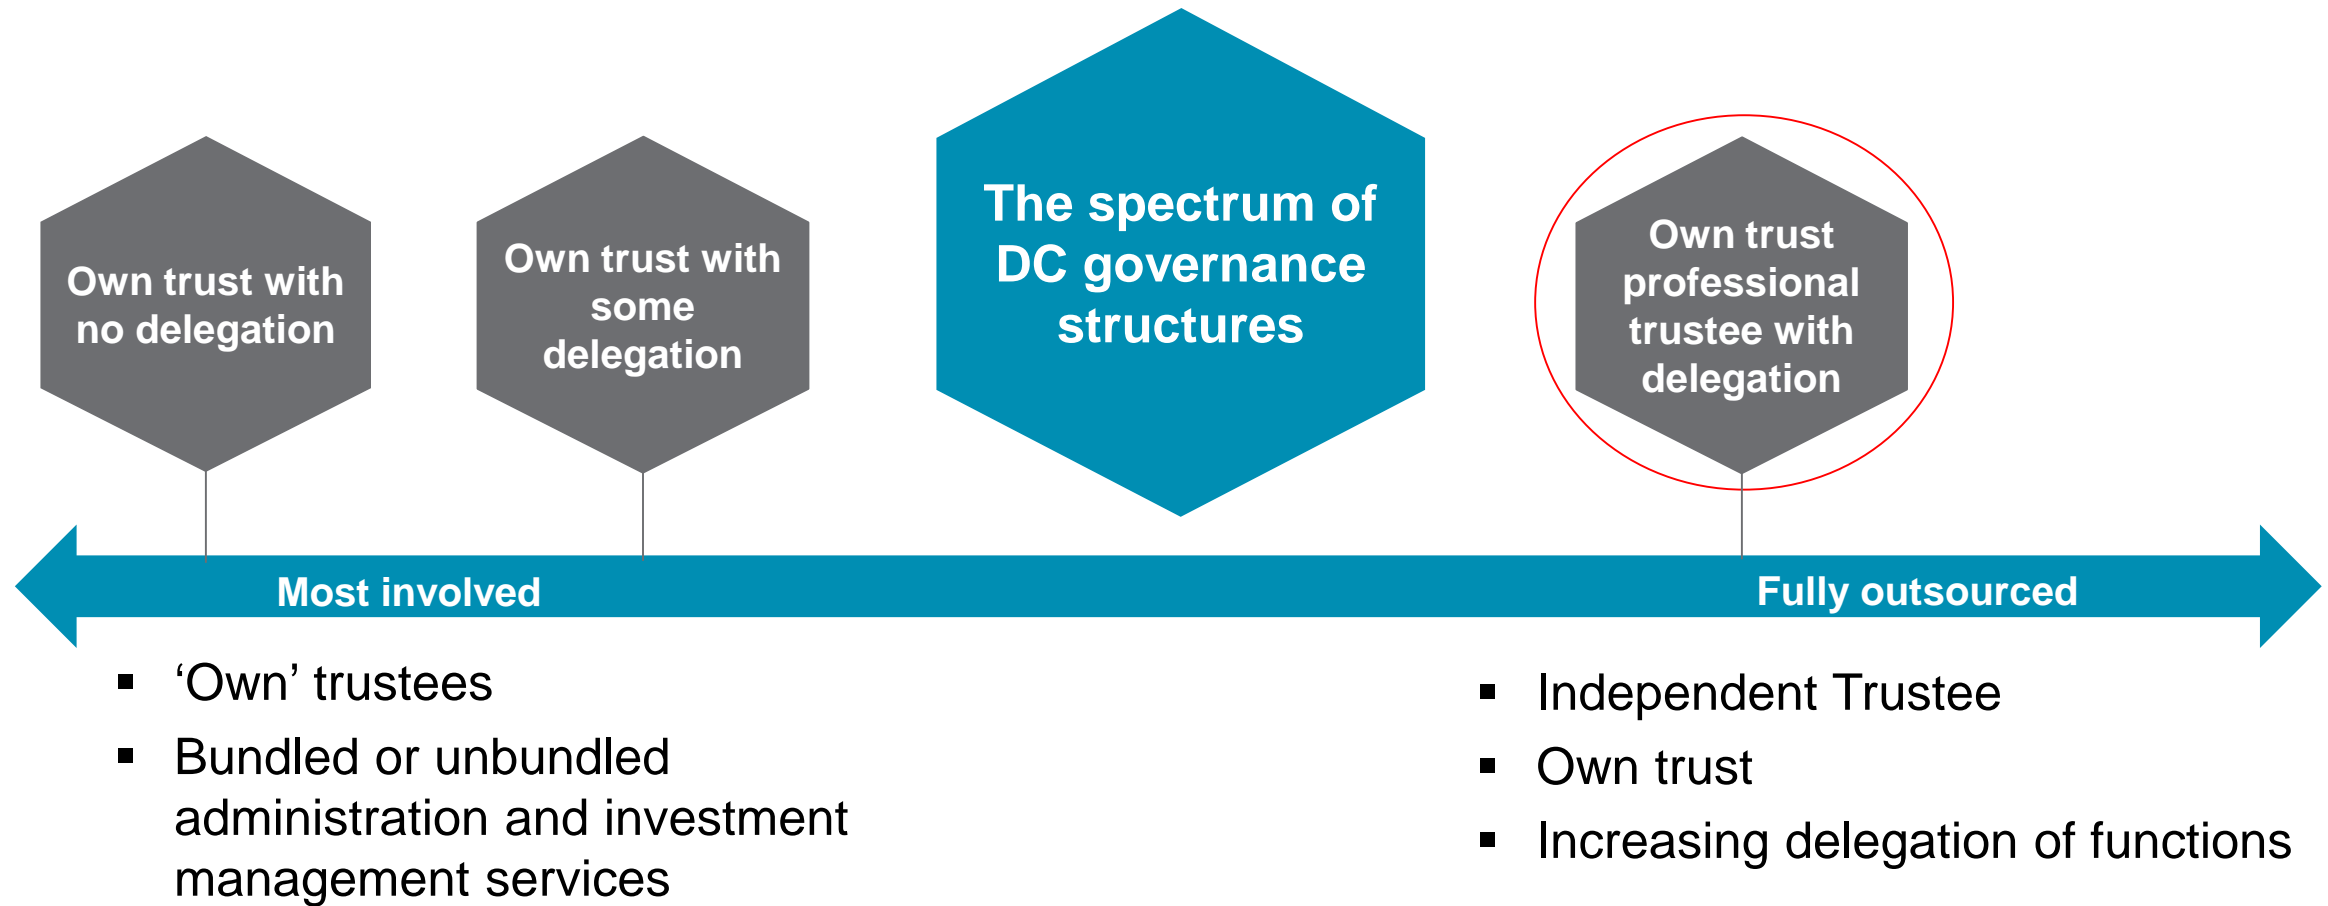 Own trust with
no delegation
Own trust with
some
delegation
The spectrum of
DC governance
structures
Own trust
professional
trustee with
delegation
Most involved
Fully outsourced
▪ ‘Own’ trustees
▪ Bundled or unbundled
administration and investment
management services
▪ Independent Trustee
▪ Own trust
▪ Increasing delegation of functions